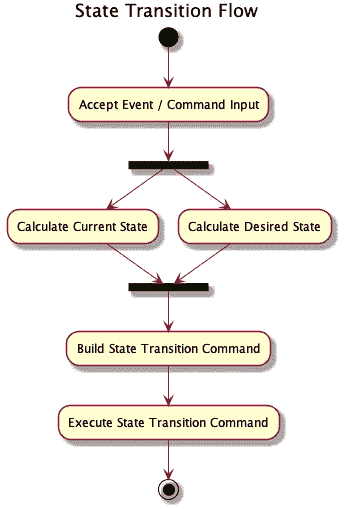 State Transition Flow
Accept Event / Command Input
Calculate Current State
Calculate Desired State
Build State Transition Command
Execute State Transition Command